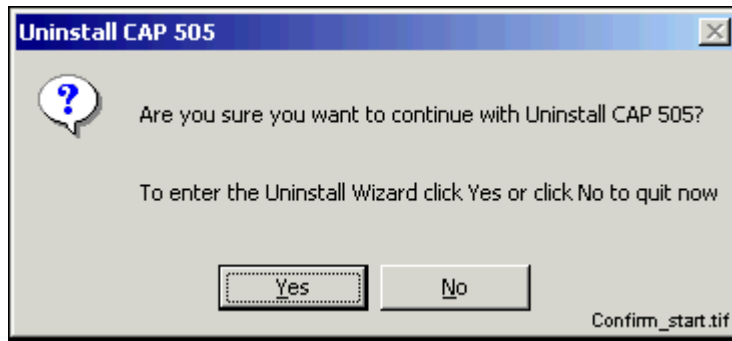 Uninstall CAP 505
?
Are you sure you want to continue with Uninstall CAP 505?
To enter the Uninstall Wizard click Yes or click No to quit now
Yes
No
Confirm_start.tif